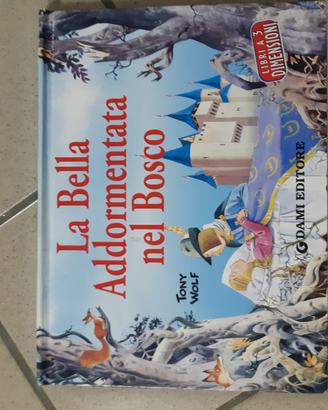 La Bella
Addormentata
nel Bosco
TONY
WOLF
LIBRI A 3
DIMENSIONI
DAMI EDITORE